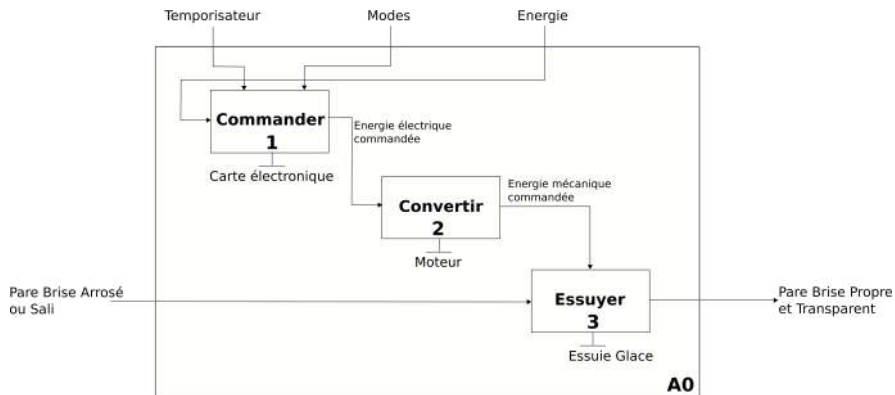 Temporisateur
Modes
Energie
Commander
1
Energie électrique
commandée
Carte électronique
Convertir
2
Energie mécanique
commandée
Moteur
Pare Brise Arrosé
ou Sali
Essuyer
3
Pare Brise Propre
et Transparent
Essuie Glace
A0